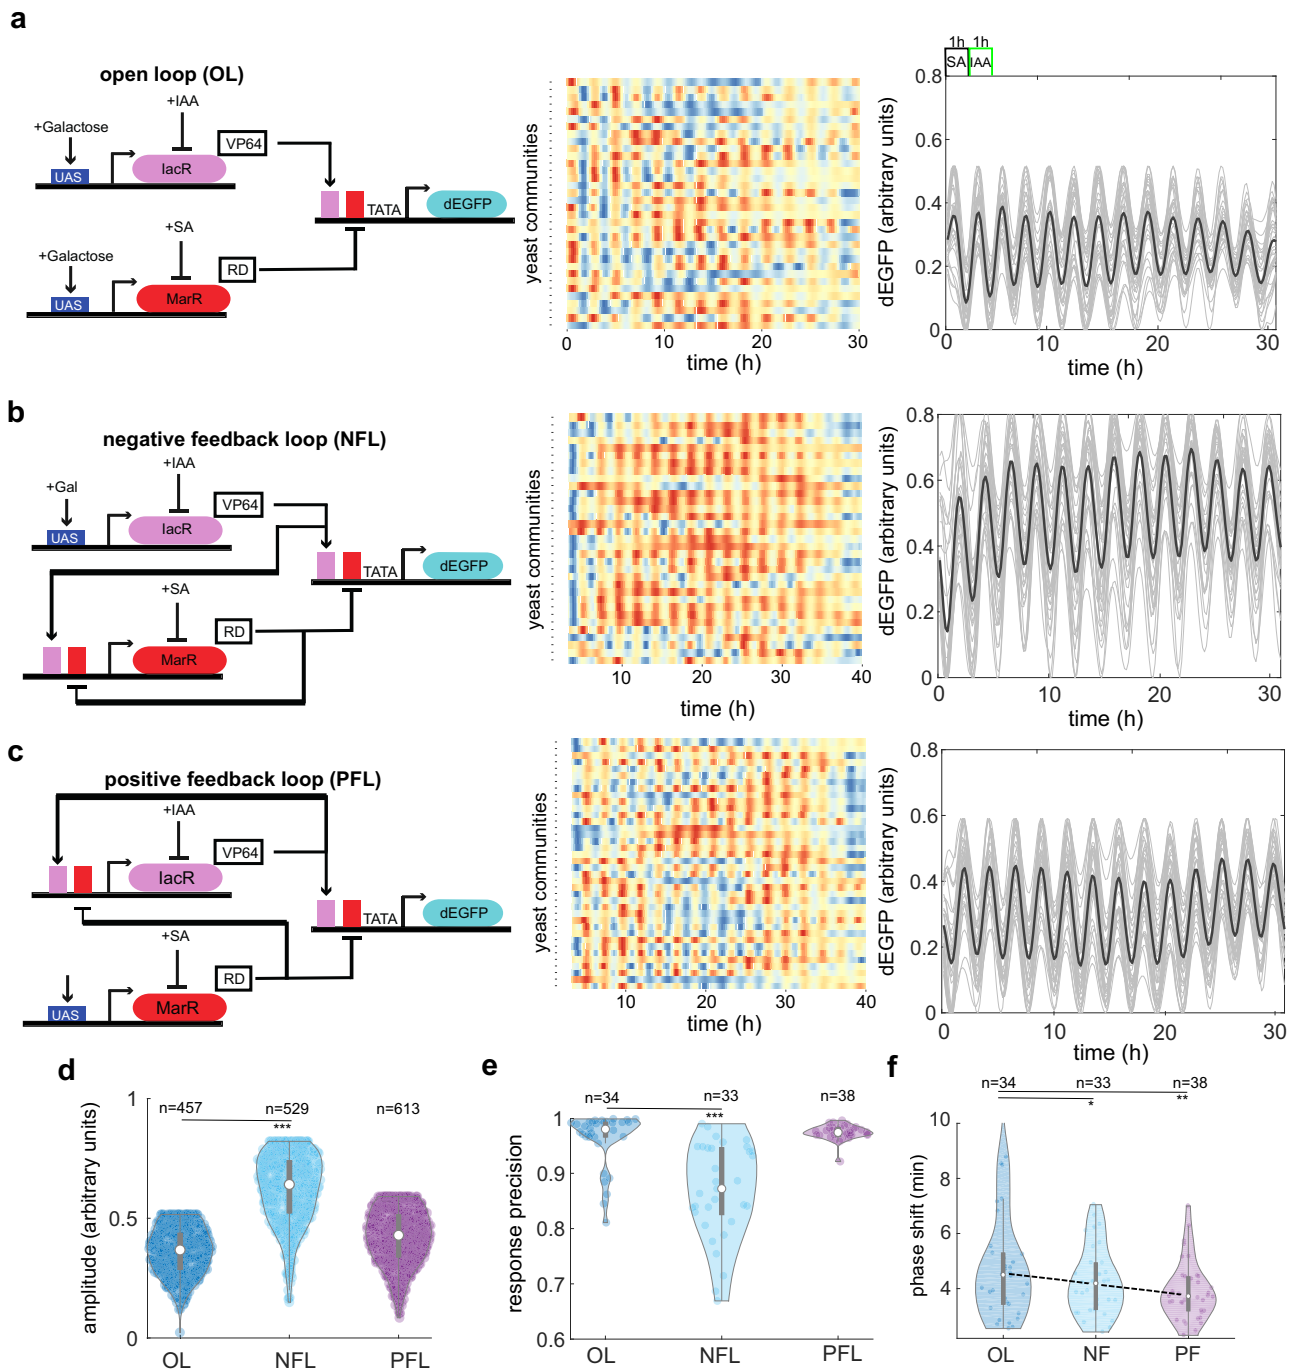 a
open loop (OL)
+IAA
+Galactose
VP64
UAS
lacR
TATA
dEGFP
+SA
+Galactose
RD
UAS
MarR
yeast communities
0
10
20
30
time (h)
1h
1h
SA
IAA
dEGFP (arbitrary units)
0.8
0.6
0.4
0.2
0
0
10
20
30
time (h)
b
negative feedback loop (NFL)
+IAA
+Gal
VP64
UAS
lacR
TATA
dEGFP
+SA
RD
MarR
yeast communities
10
20
30
40
time (h)
dEGFP (arbitrary units)
0.8
0.6
0.4
0.2
0
0
10
20
30
time (h)
c
positive feedback loop (PFL)
+IAA
VP64
lacR
TATA
dEGFP
+SA
RD
UAS
MarR
yeast communities
10
20
30
40
time (h)
dEGFP (arbitrary units)
0.8
0.6
0.4
0.2
0
0
10
20
30
time (h)
d
amplitude (arbitrary units)
1
0.5
0
n=457
n=529
n=613
***
OL
NFL
PFL
e
response precision
1
0.9
0.8
0.7
0.6
n=34
n=33
n=38
***
OL
NFL
PFL
f
phase shift (min)
10
8
6
4
n=34
n=33
n=38
*
**
OL
NF
PF